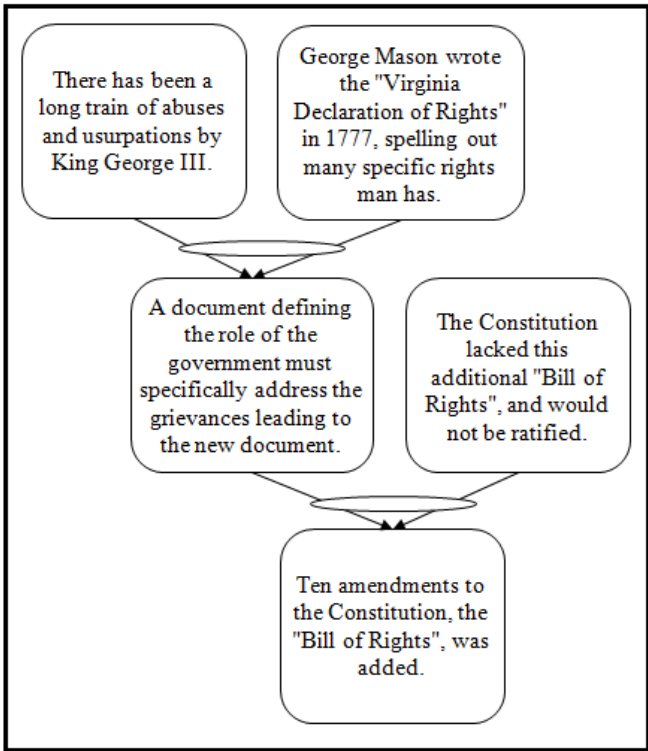 There has been a
long train of abuses
and usurpations by
King George III.
George Mason wrote
the "Virginia
Declaration of Rights"
in 1777, spelling out
many specific rights
man has.
A document defining
the role of the
government must
specifically address the
grievances leading to
the new document.
The Constitution
lacked this
additional "Bill of
Rights", and would
not be ratified.
Ten amendments to
the Constitution, the
"Bill of Rights", was
added.